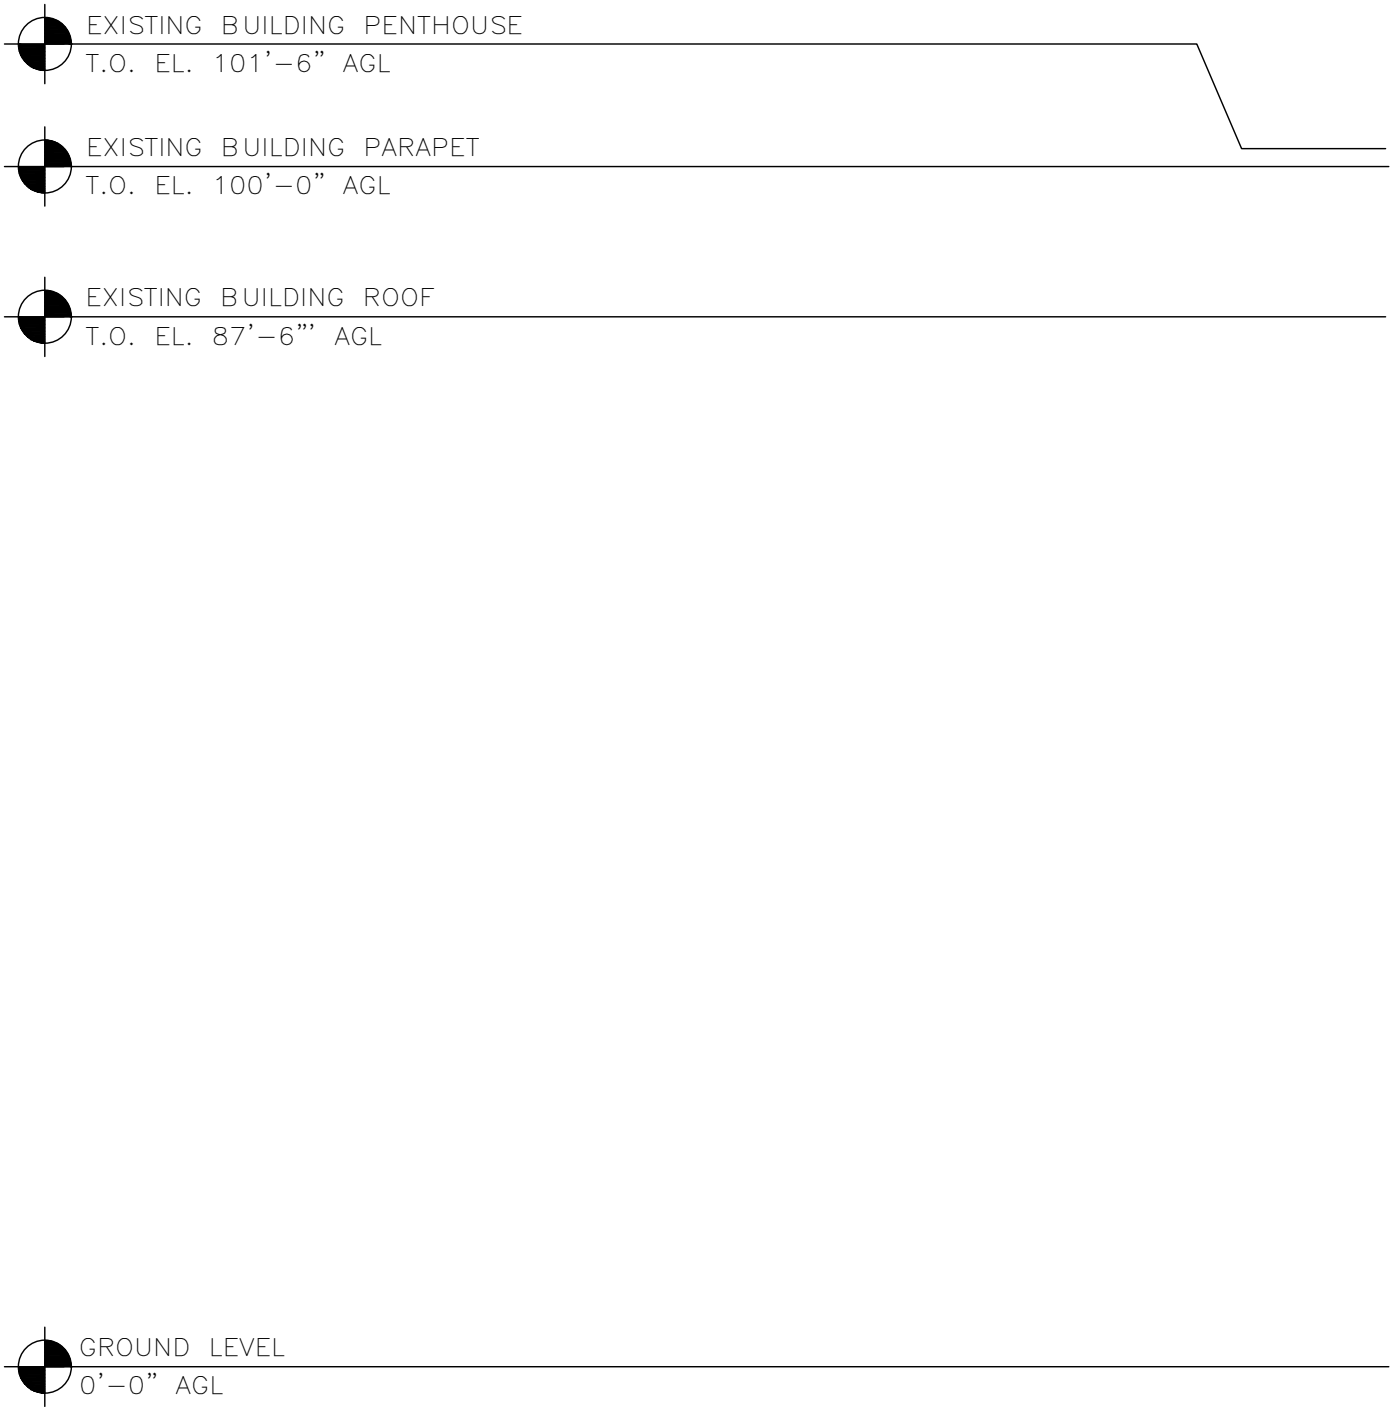 EXISTING BUILDING PENTHOUSE
T.O. EL. 101'-6" AGL
EXISTING BUILDING PARAPET
T.O. EL. 100'-0" AGL
EXISTING BUILDING ROOF
T.O. EL. 87'-6"' AGL
GROUND LEVEL
0'-0" AGL